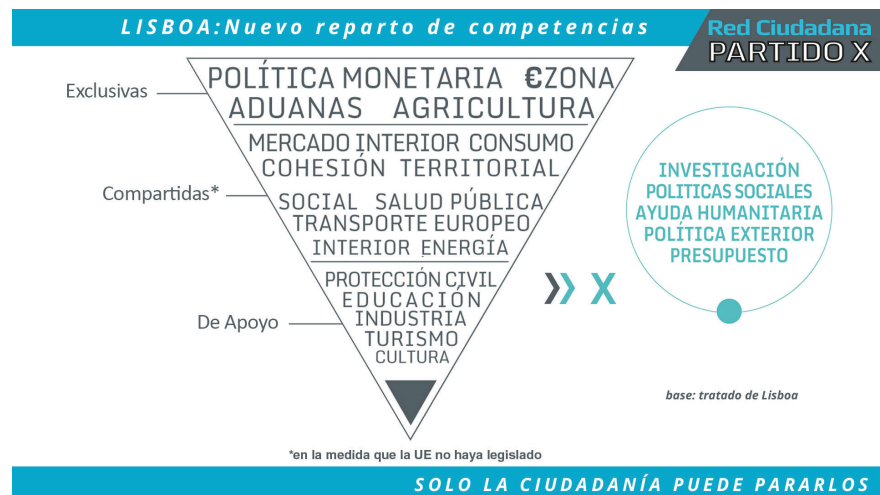 LISBOA:Nuevo reparto de competencias
Red Ciudadana
PARTIDO X
Exclusivas
POLÍTICA MONETARIA €ZONA
ADUANAS AGRICULTURA
MERCADO INTERIOR CONSUMO
COHESIÓN TERRITORIAL
Compartidas*
SOCIAL SALUD PÚBLICA
TRANSPORTE EUROPEO
INTERIOR ENERGÍA
De Apoyo
PROTECCIÓN CIVIL
EDUCACIÓN
INDUSTRIA
TURISMO
CULTURA
X
INVESTIGACIÓN
POLITICAS SOCIALES
AYUDA HUMANITARIA
POLÍTICA EXTERIOR
PRESUPUESTO
base: tratado de Lisboa
*en la medida que la UE no haya legislado
SOLO LA CIUDADANÍA PUEDE PARARLOS